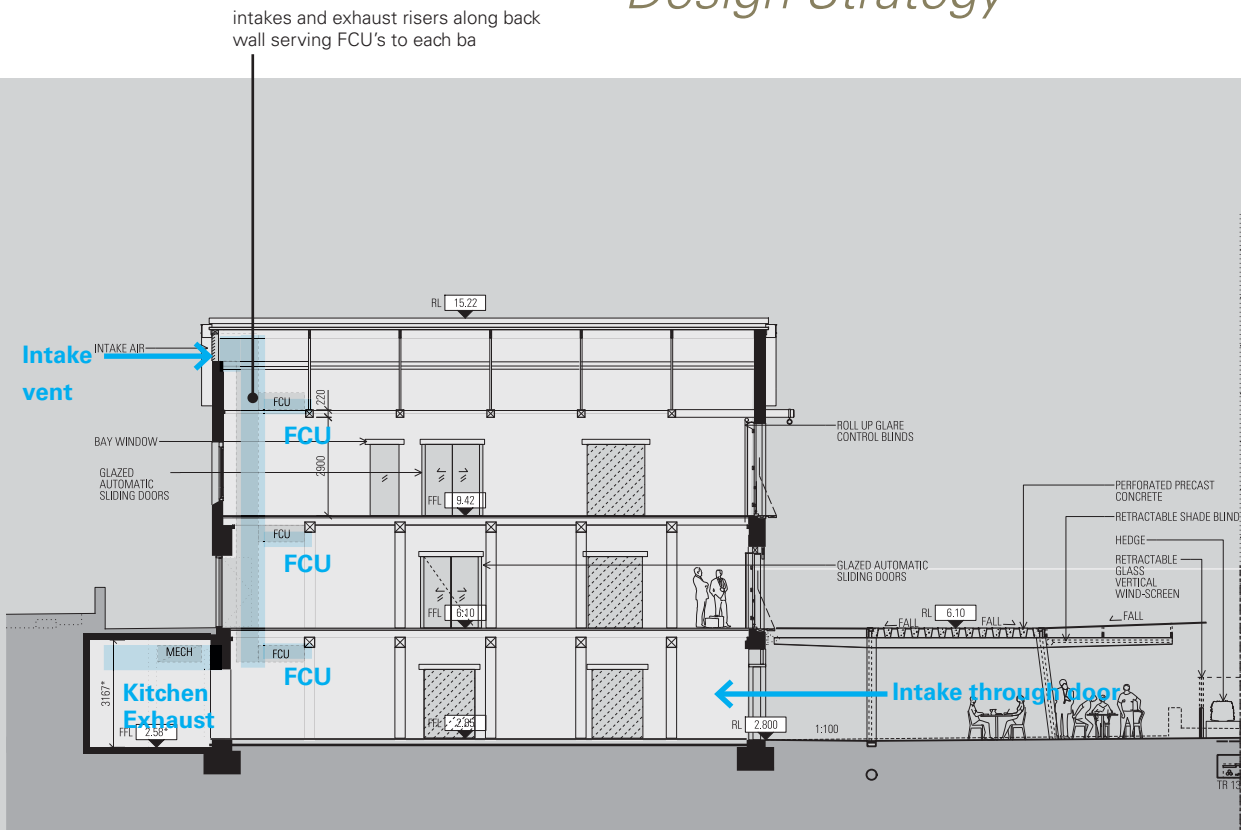 Design Strategy
intakes and exhaust risers along back
wall serving FCU's to each ba
RL 15.22
Intake
vent
INTAKE AIR
FCU
220
FCU
BAY WINDOW
2900
ROLL UP GLARE
CONTROL BLINDS
GLAZED
AUTOMATIC
SLIDING DOORS
FFL 9.42
PERFORATED PRECAST
CONCRETE
RETRACTABLE SHADE BLIND
FCU
FCU
HEDGE
GLAZED AUTOMATIC
SLIDING DOORS
RETRACTABLE
GLASS
VERTICAL
WIND-SCREEN
FFL 6.10
RL 6.10
FALL
FALL
FALL
MECH
FCU
FCU
3167*
Kitchen
Exhaust
Intake through door
FFL 2.58*
FFL 2.85
RL 2.800
1:100
TR 13